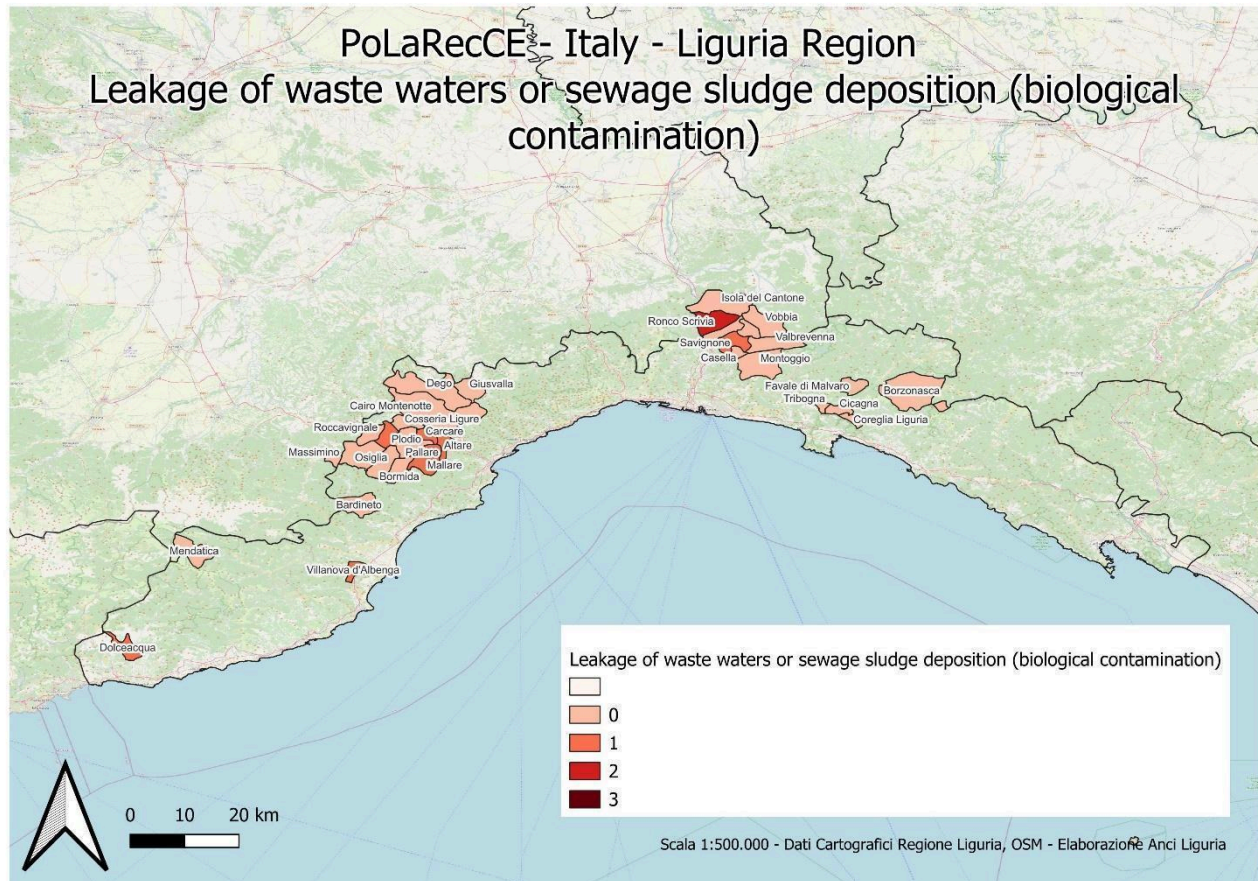 PoLaRecCE - Italy - Liguria Region
Leakage of waste waters or sewage sludge deposition (biological
contamination)
Isola del Cantone
Ronco Scrivia
Vobbia
Valbrevenna
Savignone
Casella
Montoggio
Favale di Malvaro
Borzonasca
Tribogna
Cicagna
Coreglia Liguria
Dego
Giusvalla
Cairo Montenotte
Cosseria Ligure
Roccavignale
Carcare
Plodio
Altare
Massimino
Osiglia
Pallare
Mallare
Bormida
Bardineto
Mendatica
Villanova d'Albenga
Dolceacqua
Leakage of waste waters or sewage sludge deposition (biological contamination)
0
1
2
3
0 10 20 km
Scala 1:500.000 - Dati Cartografici Regione Liguria, OSM - Elaborazione Anci Liguria